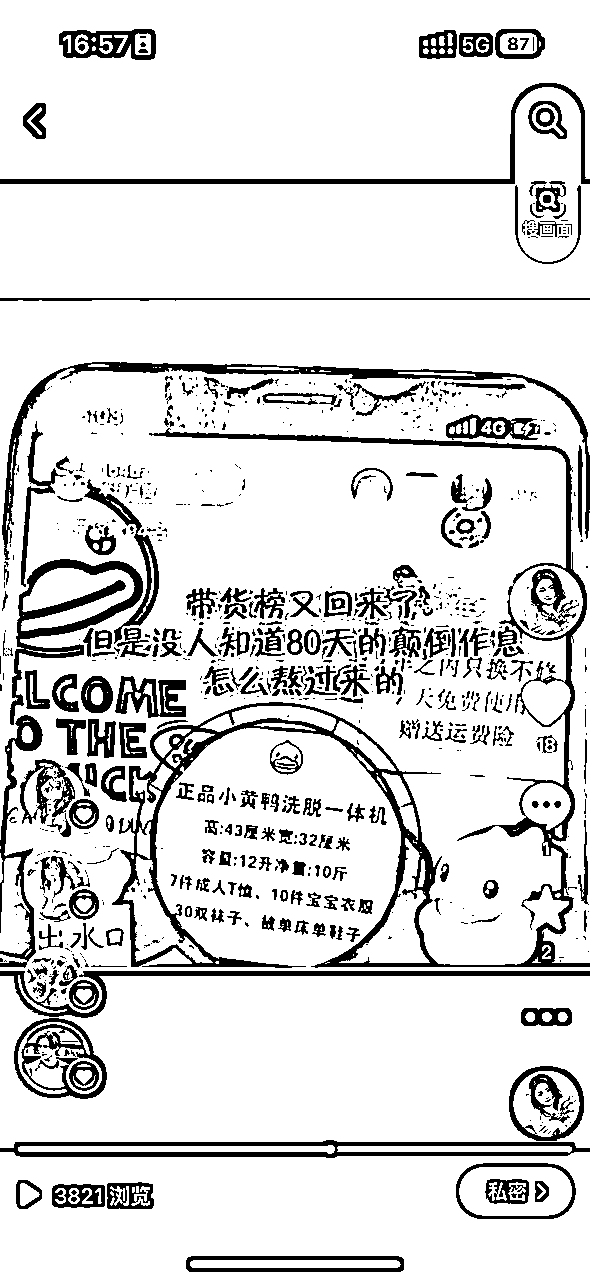 16:57
5G
87
搜画面
4G
带货榜又回来了
但是没人知道80天的颠倒作息
怎么熬过来的
年之内只换不修
天免费使用
赠送运费险
18
LCOME
O THE
正品小黄鸭洗脱一体机
高:43厘米宽:32厘米
容量:12升净重:10斤
7件成人T恤、10件宝宝衣服
30双袜子、被单床单鞋子
出水口
1
2
3821浏览
私密